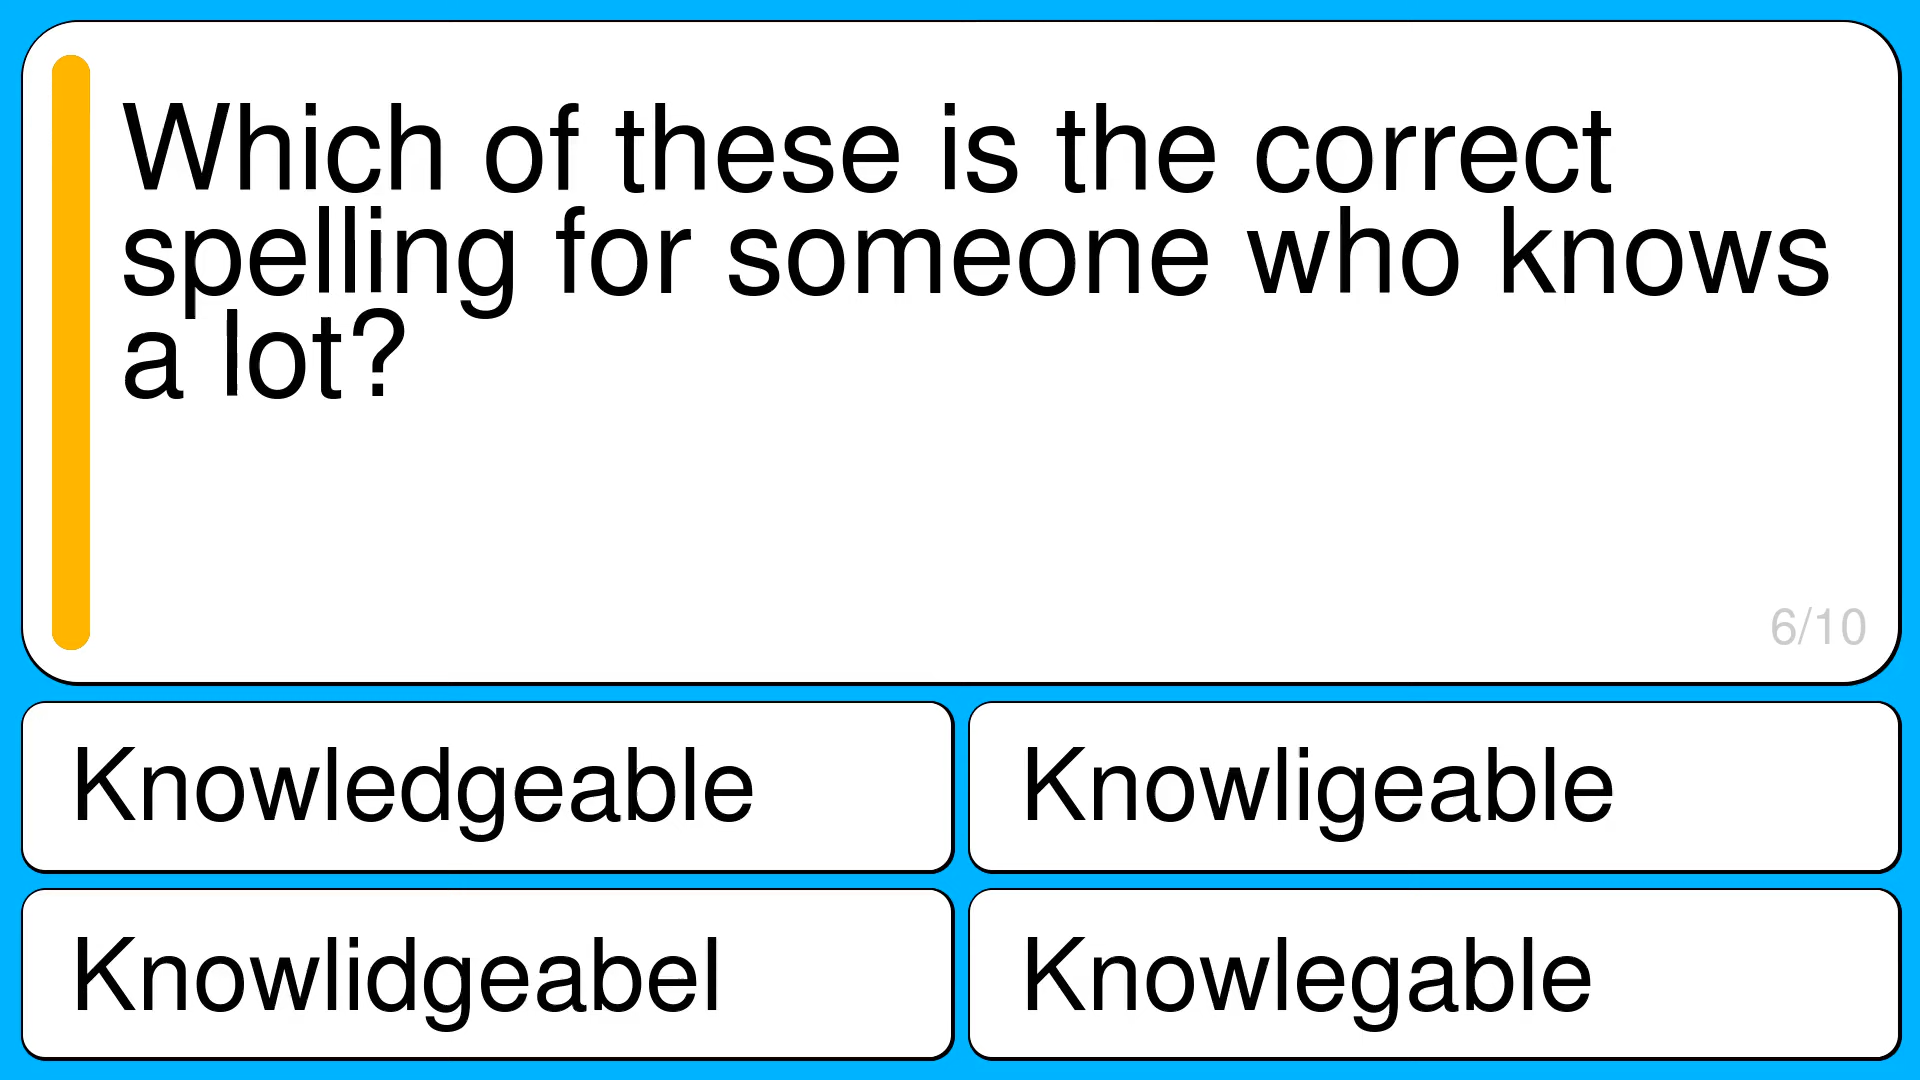 Which of these is the correct
spelling for someone who knows
a lot?
6/10
Knowledgeable
Knowligeable
Knowlidgeabel
Knowlegable